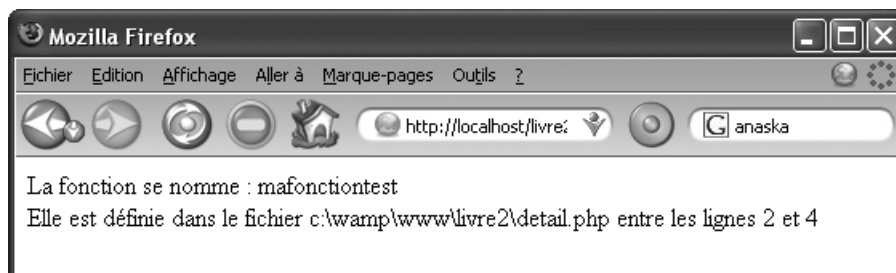 Mozilla Firefox
Fichier Edition Affichage Aller à Marque-pages Outils ?
http://localhost/livre2 G anaska
La fonction se nomme : mafonctiontest
Elle est définie dans le fichier c:\wamp\www\livre2\detail.php entre les lignes 2 et 4